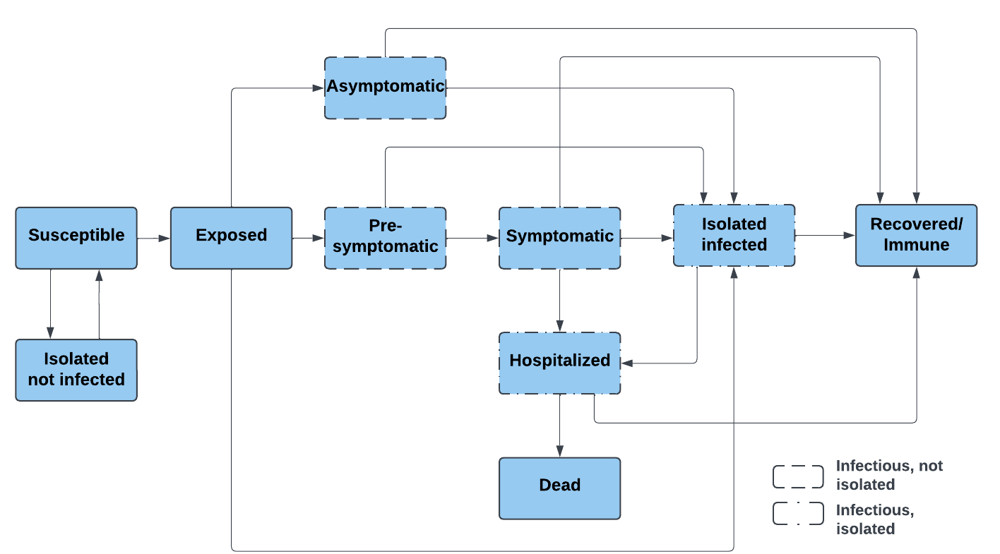 Asymptomatic
Susceptible
Exposed
Pre-
symptomatic
Symptomatic
Isolated
infected
Recovered/
Immune
Isolated
not infected
Hospitalized
Dead
Infectious, not
isolated
Infectious,
isolated